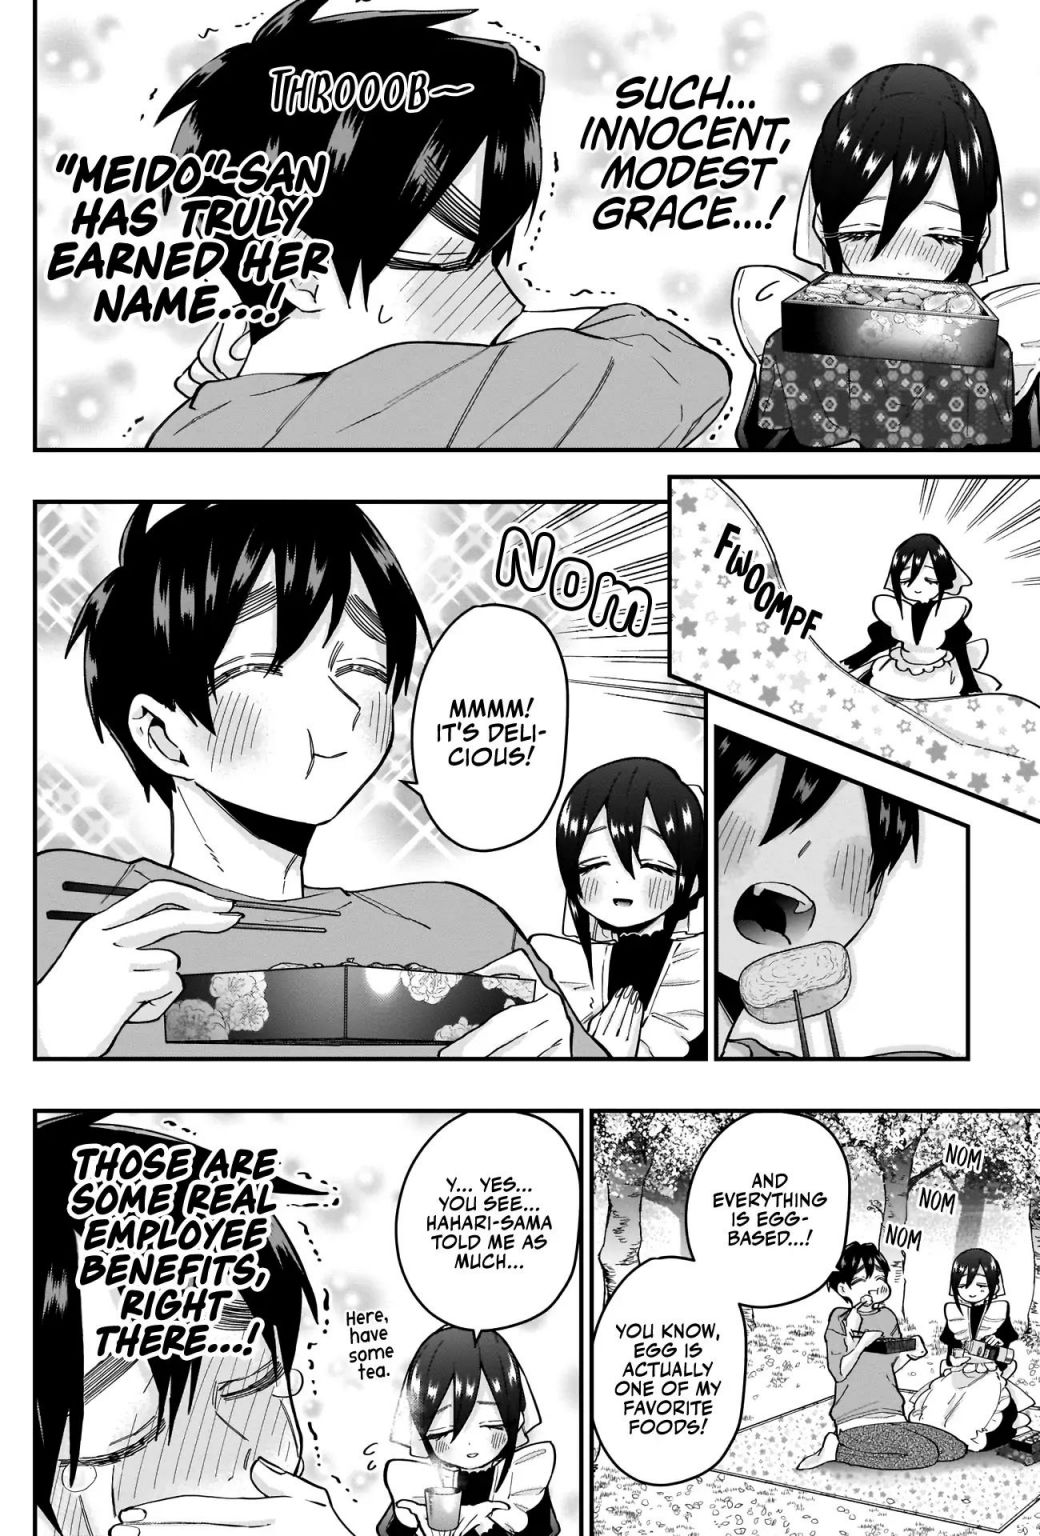 SUCH...
INNOCENT,
MODEST
GRACE...!
THROOOB~
"MEIDO"-SAN
HAS TRULY
EARNED HER
NAME...!
FWOOMPF
NOM
MMMM!
IT'S DELI-
CIOUS!
NOM
NOM
NOM
AND
EVERYTHING
IS EGG-
BASED...!
YOU KNOW,
EGG IS
ACTUALLY
ONE OF MY
FAVORITE
FOODS!
Y... YES...
YOU SEE...
HAHARI-SAMA
TOLD ME AS
MUCH...
Here,
have
some
tea.
THOSE ARE
SOME REAL
EMPLOYEE
BENEFITS,
RIGHT
THERE...!